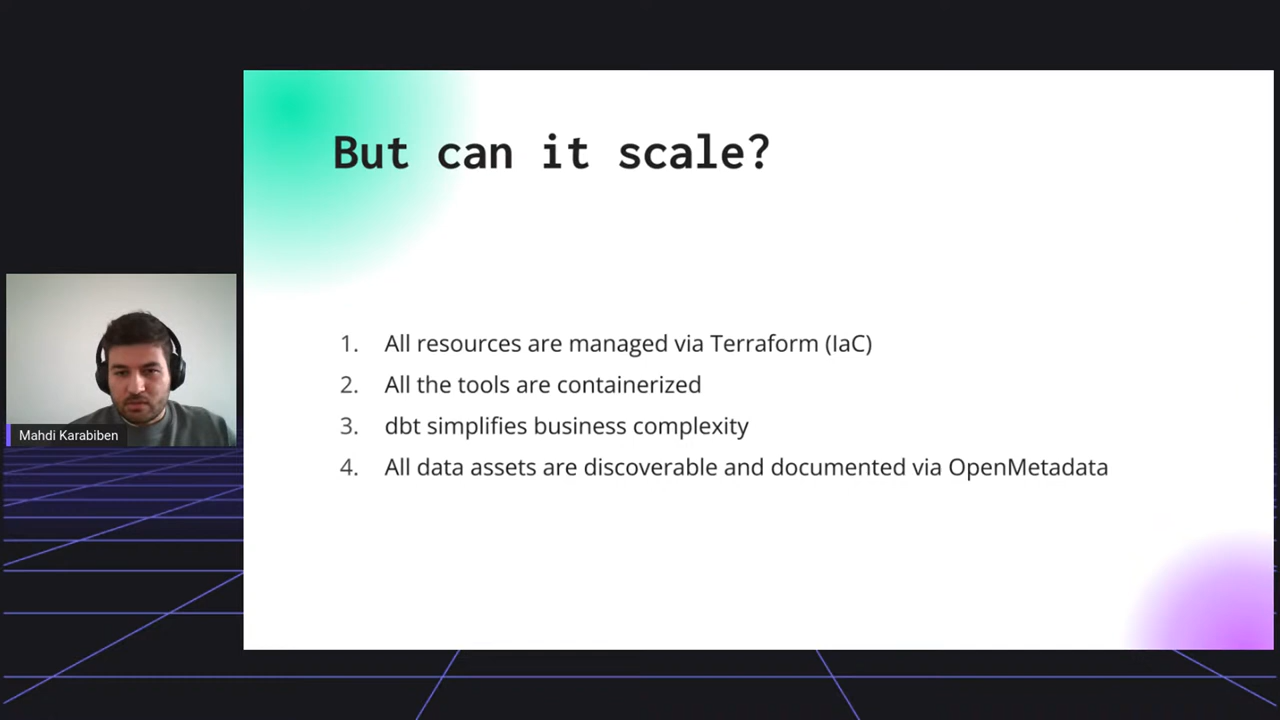 But can it scale?
1. All resources are managed via Terraform (IaC)
2. All the tools are containerized
3. dbt simplifies business complexity
4. All data assets are discoverable and documented via OpenMetadata
Mahdi Karabiben